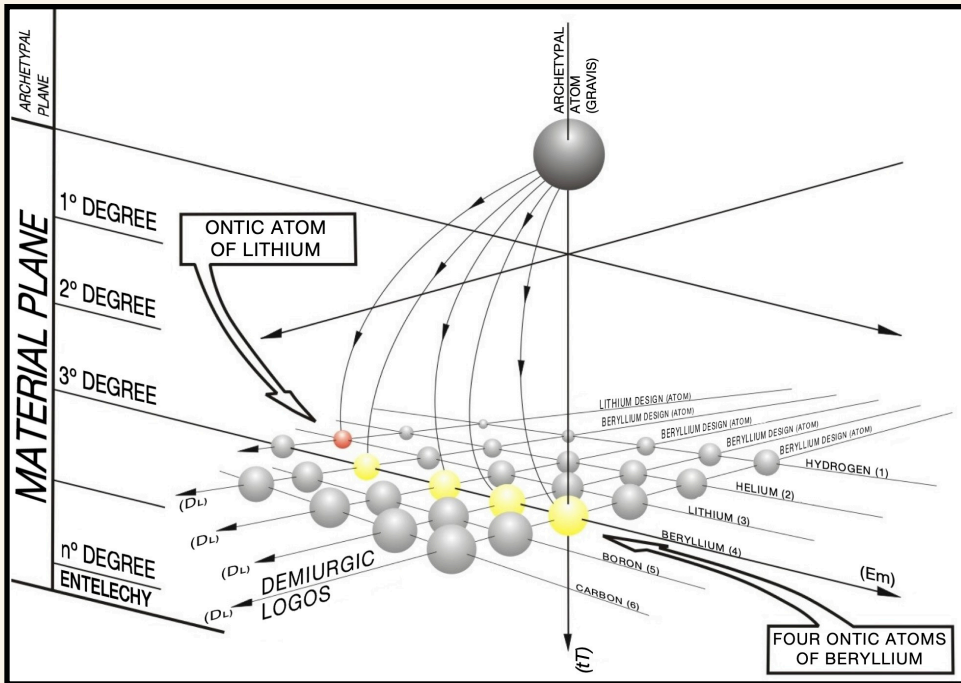 ARCHETYPAL
PLANE
MATERIAL PLANE
1º DEGREE
2º DEGREE
3º DEGREE
nº DEGREE
ENTELECHY
ARCHETYPAL
ATOM
(GRAVIS)
ONTIC ATOM
OF LITHIUM
LITHIUM DESIGN (ATOM)
BERYLLIUM DESIGN (ATOM)
BERYLLIUM DESIGN (ATOM)
BERYLLIUM DESIGN (ATOM)
BERYLLIUM DESIGN (ATOM)
HYDROGEN (1)
HELIUM (2)
LITHIUM (3)
BERYLLIUM (4)
BORON (5)
CARBON (6)
(DL)
(DL)
(DL)
(DL)
DEMIURGIC
LOGOS
(Em)
(tT)
FOUR ONTIC ATOMS
OF BERYLLIUM